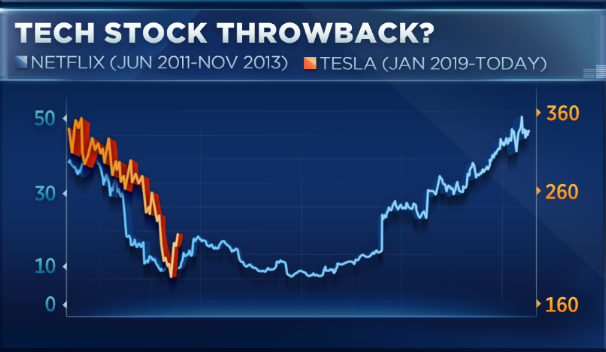 TECH STOCK THROWBACK?
NETFLIX (JUN 2011-NOV 2013) TESLA (JAN 2019-TODAY)
50 360
30 260
10
0 160